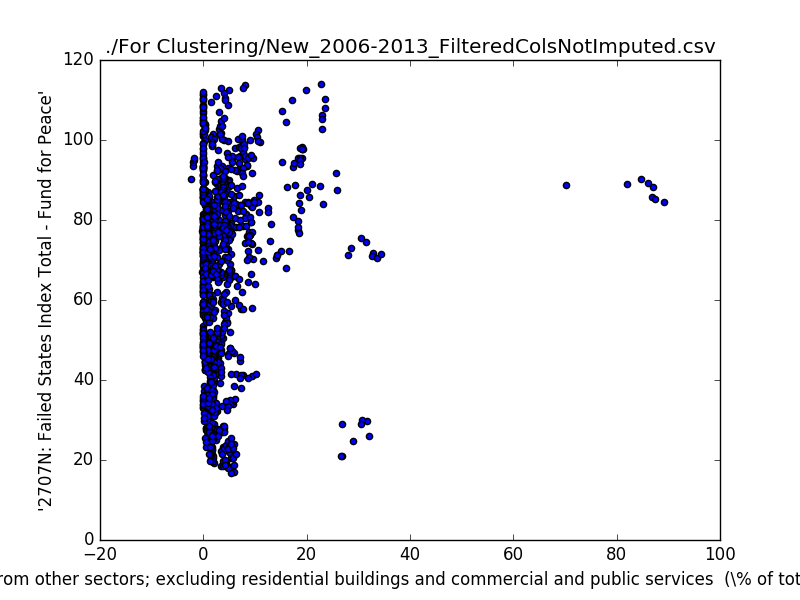 ./For Clustering/New_2006-2013_FilteredColsNotImputed.csv
120
100
80
60
40
20
0
'2707N: Failed States Index Total - Fund for Peace'
−20 0 20 40 60 80 100
from other sectors; excluding residential buildings and commercial and public services (\% of tot